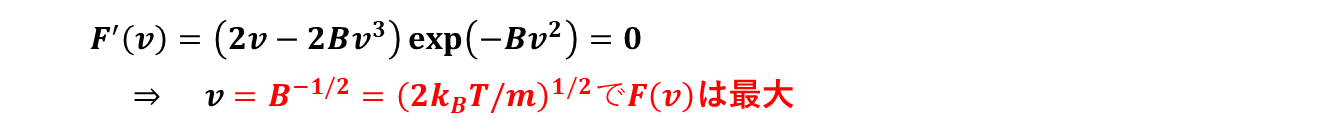 F′(v) = (2v − 2Bv³) exp(−Bv²) = 0
⇒ v = B⁻¹/² = (2k_BT/m)¹/²でF(v)は最大